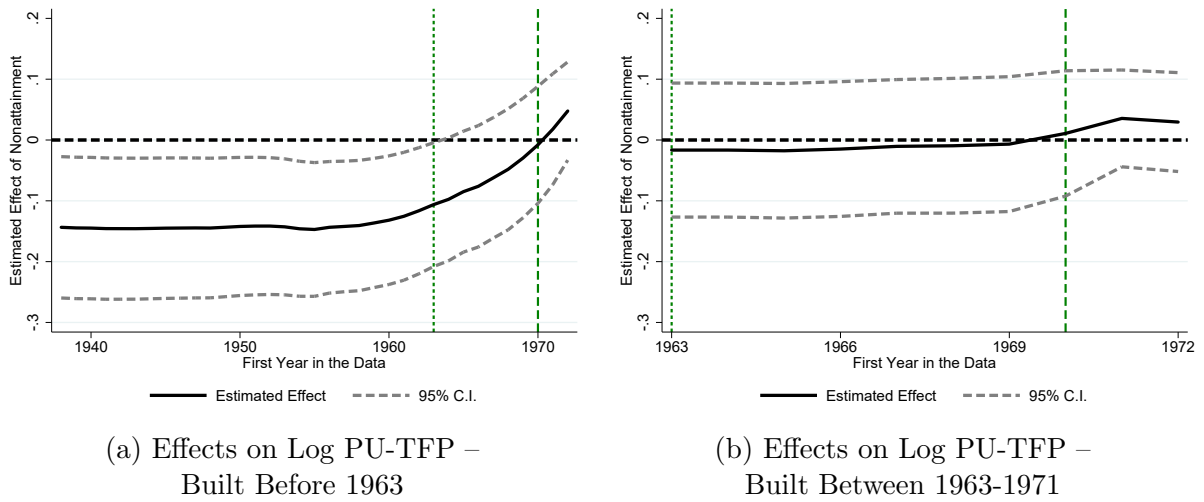 Estimated Effect of Nonattainment
.2
.1
0
-.1
-.2
-.3
1940
1950
1960
1970
First Year in the Data
Estimated Effect
95% C.I.
(a) Effects on Log PU-TFP –
Built Before 1963
Estimated Effect of Nonattainment
.2
.1
0
-.1
-.2
-.3
1963
1966
1969
1972
First Year in the Data
Estimated Effect
95% C.I.
(b) Effects on Log PU-TFP –
Built Between 1963-1971